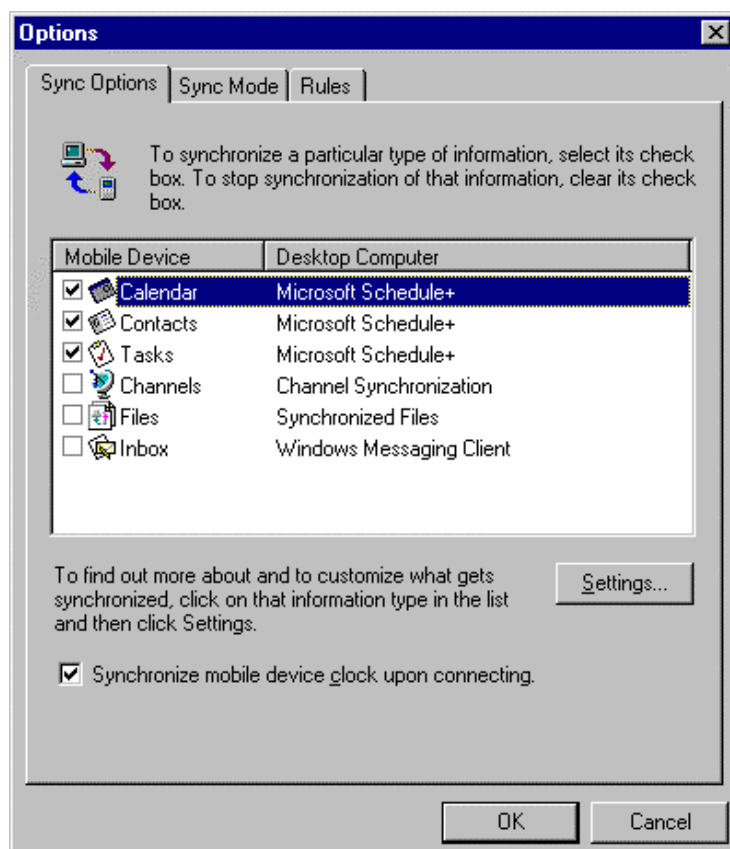 Options
Sync Options Sync Mode Rules
To synchronize a particular type of information, select its check
box. To stop synchronization of that information, clear its check
box.
Mobile Device Desktop Computer
Calendar Microsoft Schedule+
Contacts Microsoft Schedule+
Tasks Microsoft Schedule+
Channels Channel Synchronization
Files Synchronized Files
Inbox Windows Messaging Client
To find out more about and to customize what gets
synchronized, click on that information type in the list
and then click Settings.
Settings...
Synchronize mobile device clock upon connecting.
OK Cancel